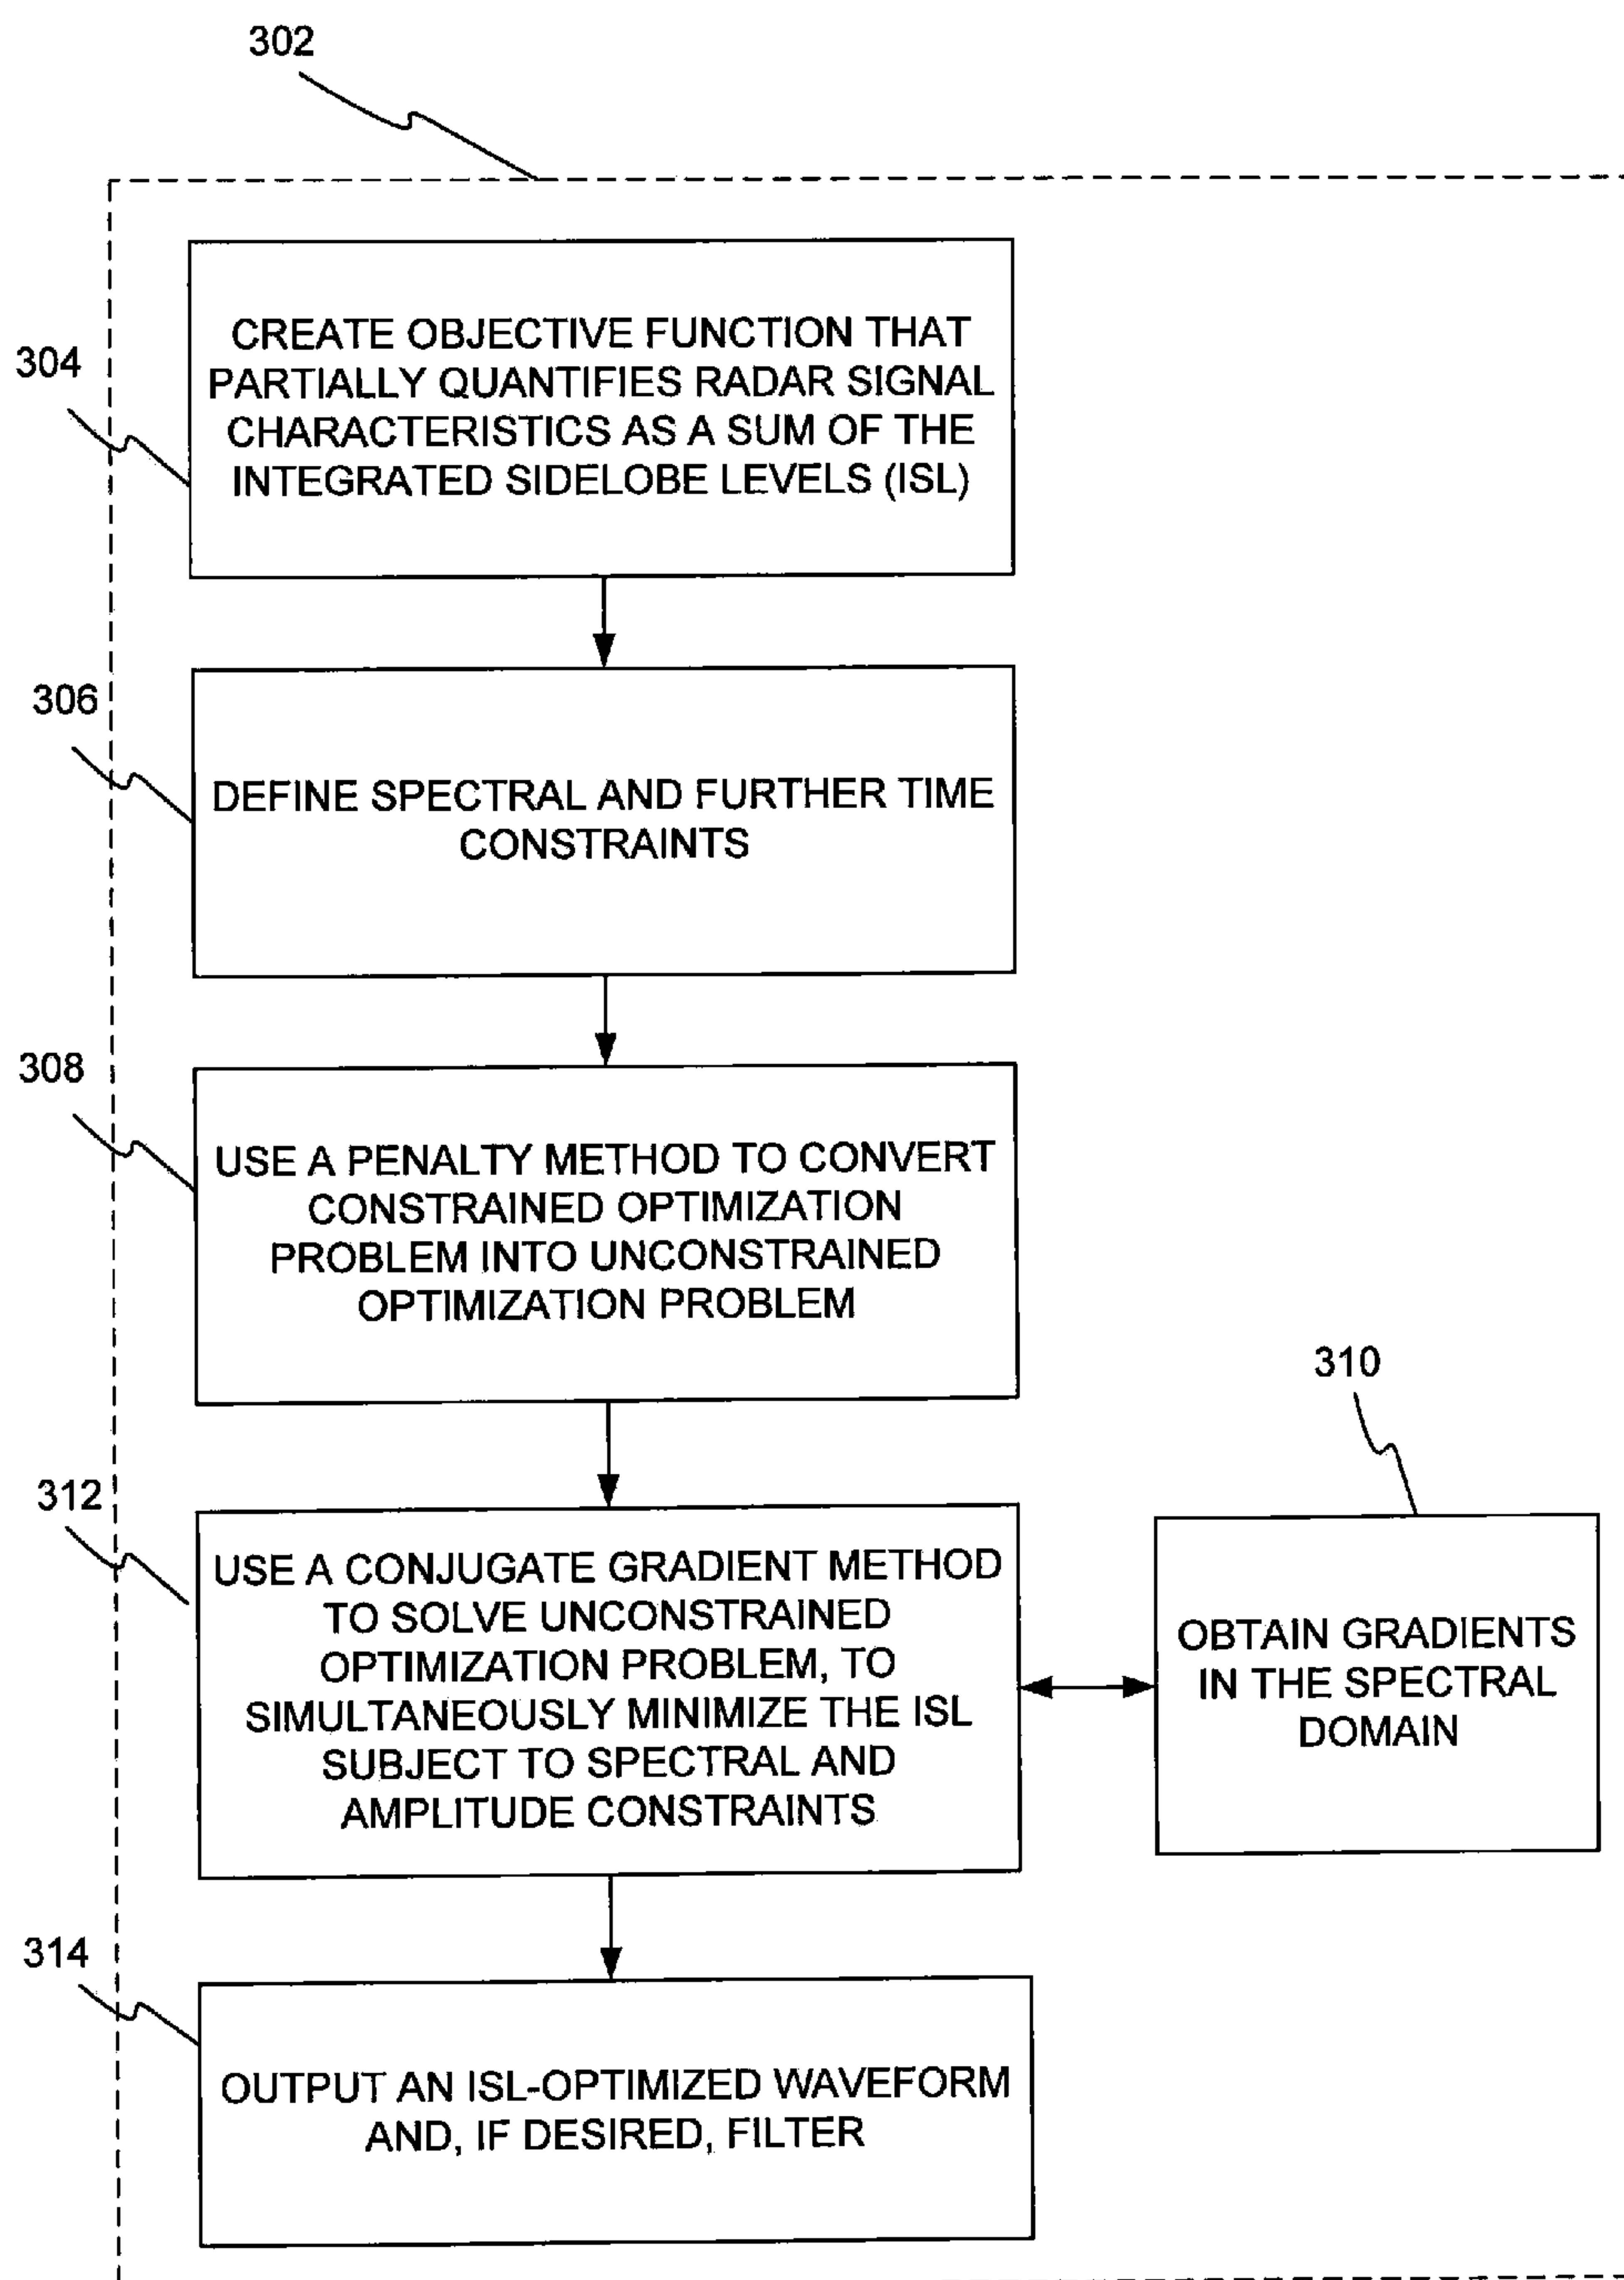 302
304
CREATE OBJECTIVE FUNCTION THAT
PARTIALLY QUANTIFIES RADAR SIGNAL
CHARACTERISTICS AS A SUM OF THE
INTEGRATED SIDELOBE LEVELS (ISL)
306
DEFINE SPECTRAL AND FURTHER TIME
CONSTRAINTS
308
USE A PENALTY METHOD TO CONVERT
CONSTRAINED OPTIMIZATION
PROBLEM INTO UNCONSTRAINED
OPTIMIZATION PROBLEM
310
312
USE A CONJUGATE GRADIENT METHOD
TO SOLVE UNCONSTRAINED
OPTIMIZATION PROBLEM, TO
SIMULTANEOUSLY MINIMIZE THE ISL
SUBJECT TO SPECTRAL AND
AMPLITUDE CONSTRAINTS
OBTAIN GRADIENTS
IN THE SPECTRAL
DOMAIN
314
OUTPUT AN ISL-OPTIMIZED WAVEFORM
AND, IF DESIRED, FILTER